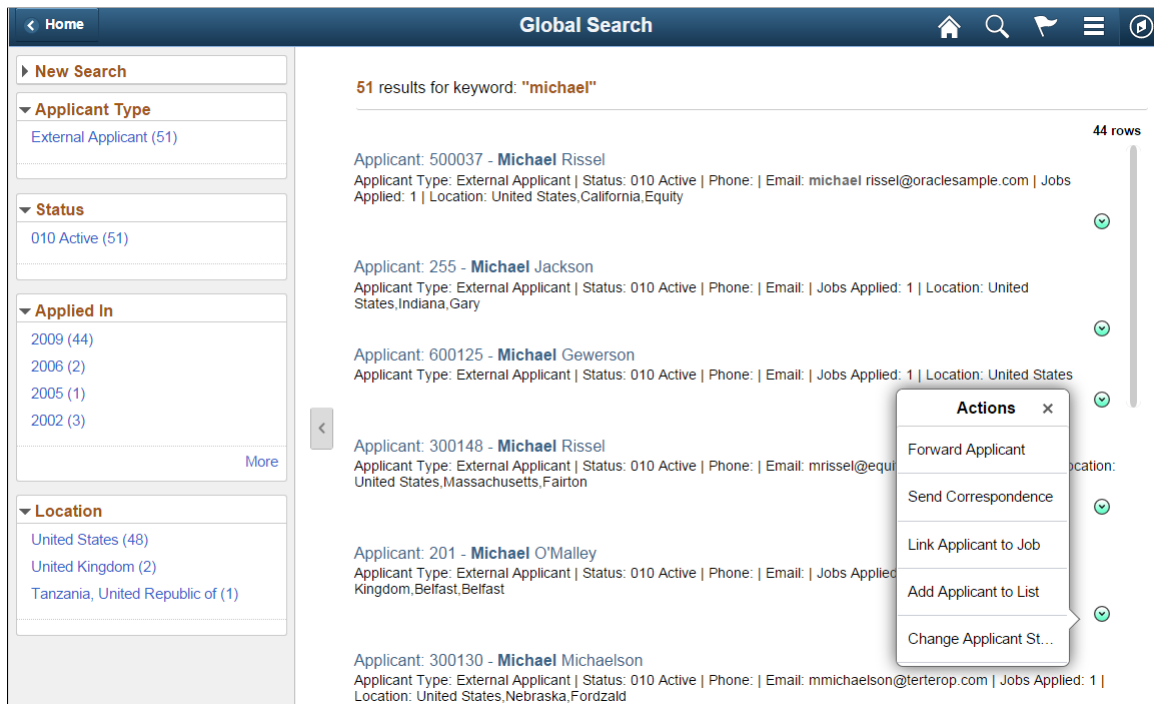 Home
Global Search
New Search
Applicant Type
External Applicant (51)
Status
010 Active (51)
Applied In
2009 (44)
2006 (2)
2005 (1)
2002 (3)
More
Location
United States (48)
United Kingdom (2)
Tanzania, United Republic of (1)
51 results for keyword: "michael"
44 rows
Applicant: 500037 - Michael Rissel
Applicant Type: External Applicant | Status: 010 Active | Phone: | Email: michael rissel@oraclesample.com | Jobs
Applied: 1 | Location: United States,California,Equity
Applicant: 255 - Michael Jackson
Applicant Type: External Applicant | Status: 010 Active | Phone: | Email: | Jobs Applied: 1 | Location: United
States,Indiana,Gary
Applicant: 600125 - Michael Gewerson
Applicant Type: External Applicant | Status: 010 Active | Phone: | Email: | Jobs Applied: 1 | Location: United States
Applicant: 300148 - Michael Rissel
Applicant Type: External Applicant | Status: 010 Active | Phone: | Email: mrissel@equi
ocation:
United States,Massachusetts,Fairton
Applicant: 201 - Michael O'Malley
Applicant Type: External Applicant | Status: 010 Active | Phone: | Email: | Jobs Applied
Kingdom,Belfast,Belfast
Applicant: 300130 - Michael Michaelson
Applicant Type: External Applicant | Status: 010 Active | Phone: | Email: mmichaelson@terterop.com | Jobs Applied: 1 |
Location: United States,Nebraska,Fordzald
Actions ×
Forward Applicant
Send Correspondence
Link Applicant to Job
Add Applicant to List
Change Applicant St...